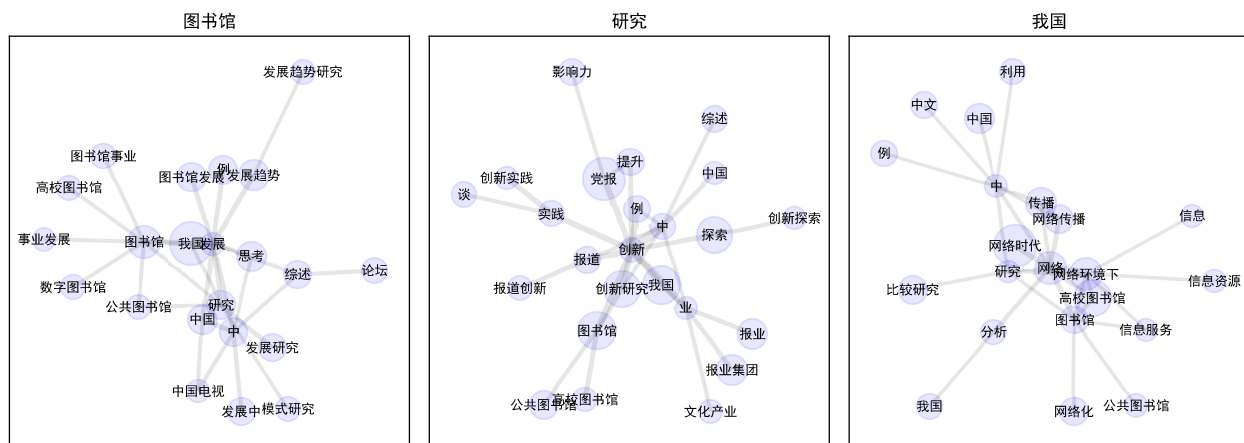 图书馆
发展趋势研究
图书馆事业
例
图书馆发展
发展趋势
高校图书馆
事业发展
图书馆
我国
发展
思考
综述
论坛
数字图书馆
公共图书馆
研究
中国
中
发展研究
中国电视
发展中
模式研究
研究
影响力
综述
提升
中国
党报
创新实践
谈
实践
例
中
创新探索
探索
创新
报道
报道创新
创新研究
我国
业
图书馆
报业
报业集团
公共图书馆
高校图书馆
文化产业
我国
利用
中文
中国
例
中
传播
网络传播
信息
网络时代
研究
网络
网络环境下
信息资源
比较研究
高校图书馆
图书馆
信息服务
分析
我国
网络化
公共图书馆